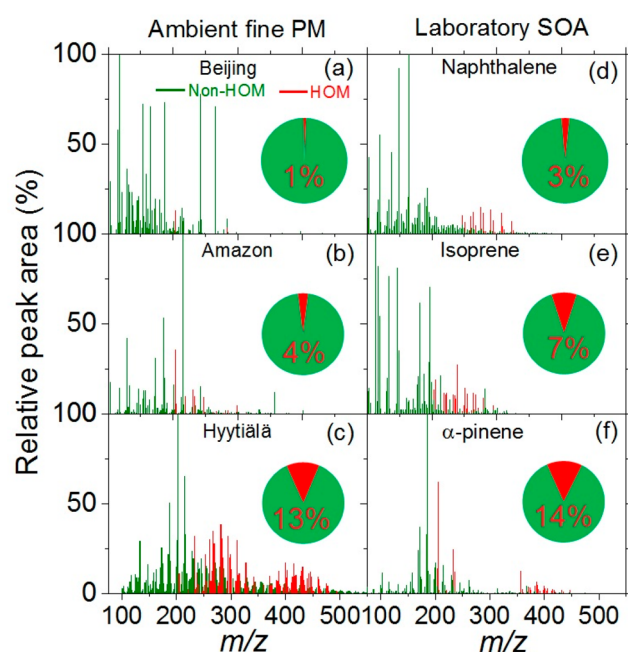 Ambient fine PM Laboratory SOA
Relative peak area (%)
100 Beijing (a) Naphthalene (d)
Non-HOM HOM
50
1% 3%
100 Amazon (b) Isoprene (e)
50
4% 7%
100 Hyytiälä (c) α-pinene (f)
50
13% 14%
0
100 200 300 400 500 100 200 300 400 500
m/z m/z